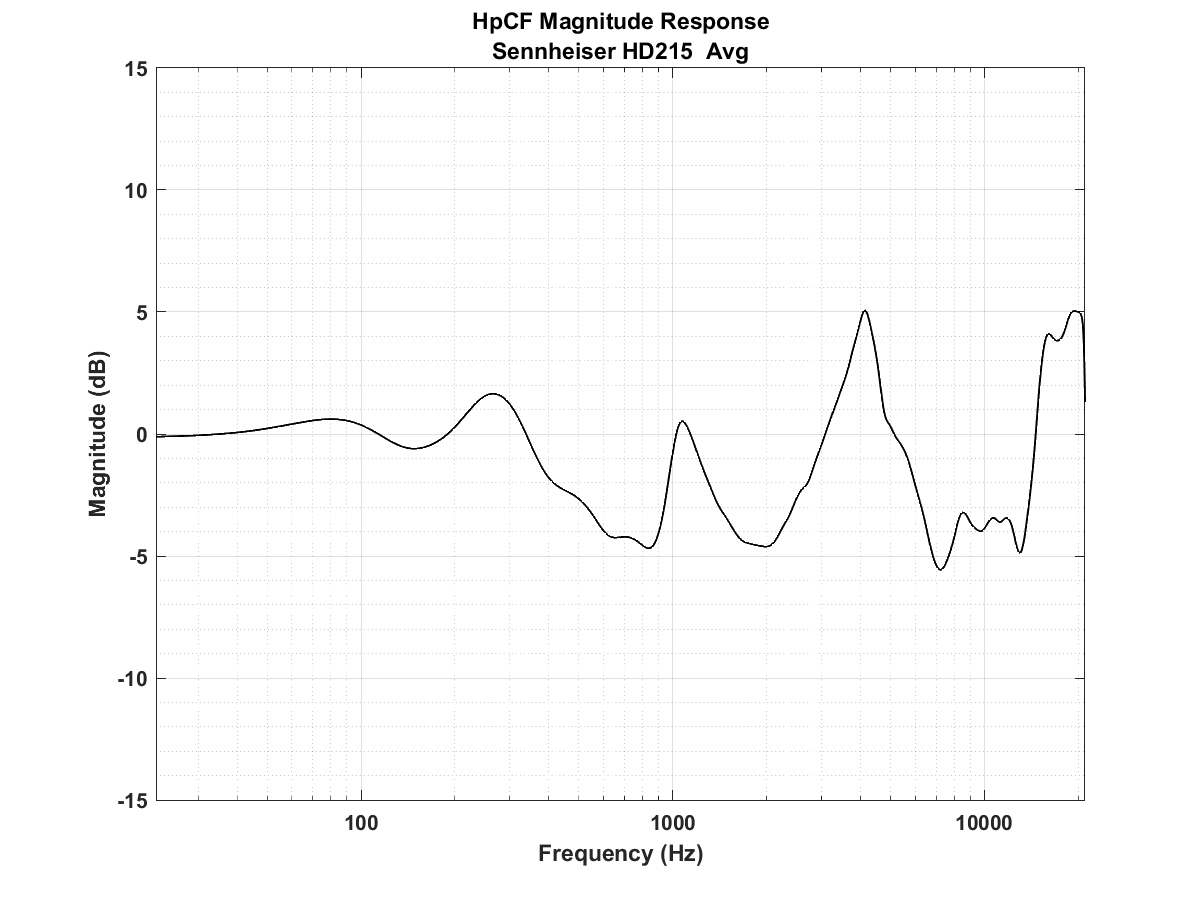 HpCF Magnitude Response
Sennheiser HD215  Avg
15
10
5
0
-5
-10
-15
Magnitude (dB)
100
1000
10000
Frequency (Hz)